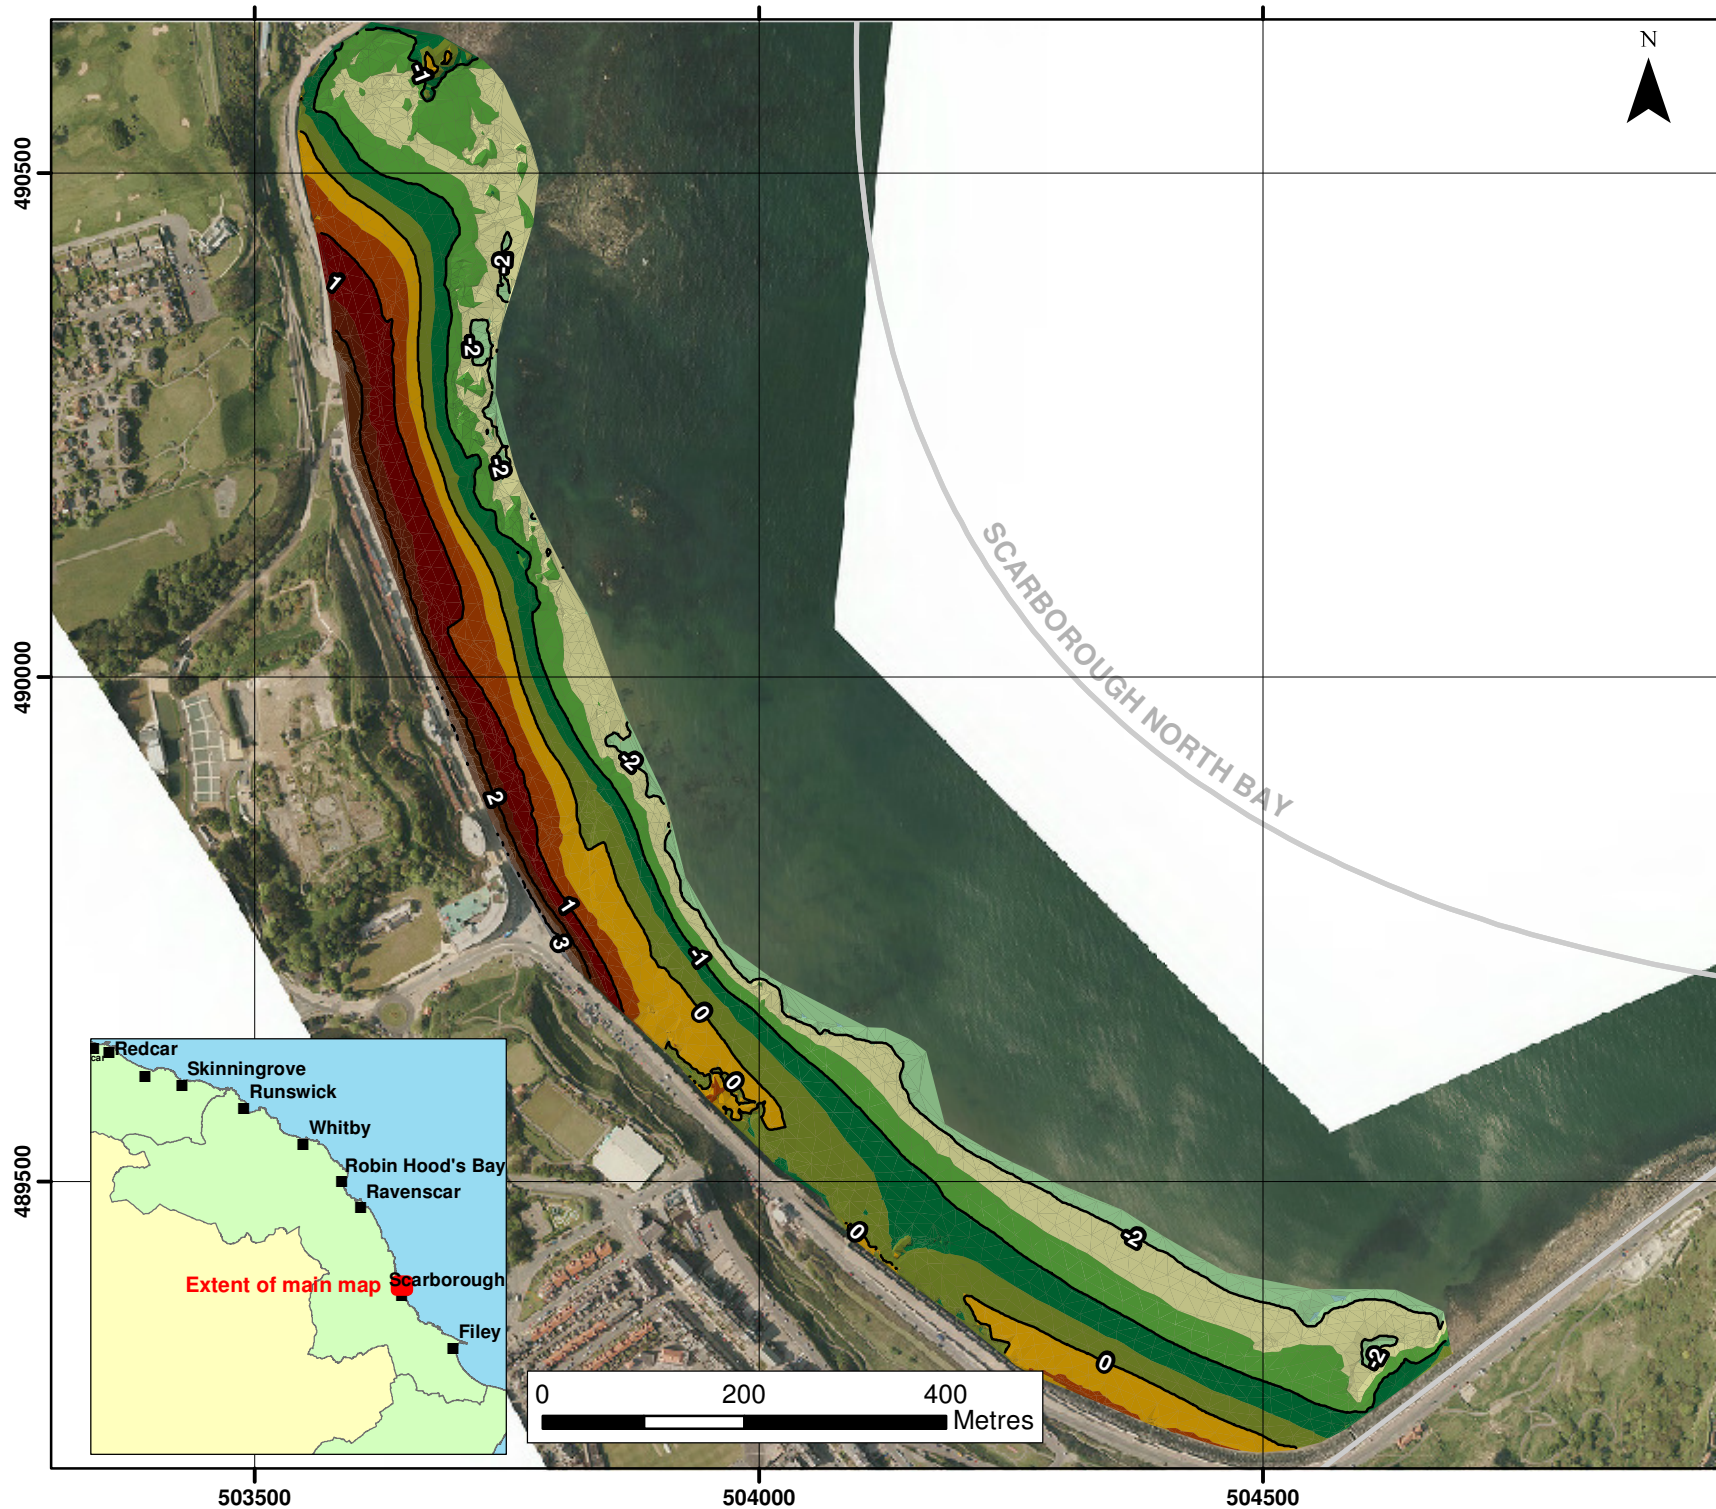 N
490500
490000
489500
-1
1
-2
-2
-2
SCARBOROUGH NORTH BAY
-2
2
1
3
-1
0
0
0
-2
0
-2
car
Redcar
Skinningrove
Runswick
Whitby
Robin Hood's Bay
Ravenscar
Extent of main map
Scarborough
Filey
0 200 400
Metres
503500 504000 504500